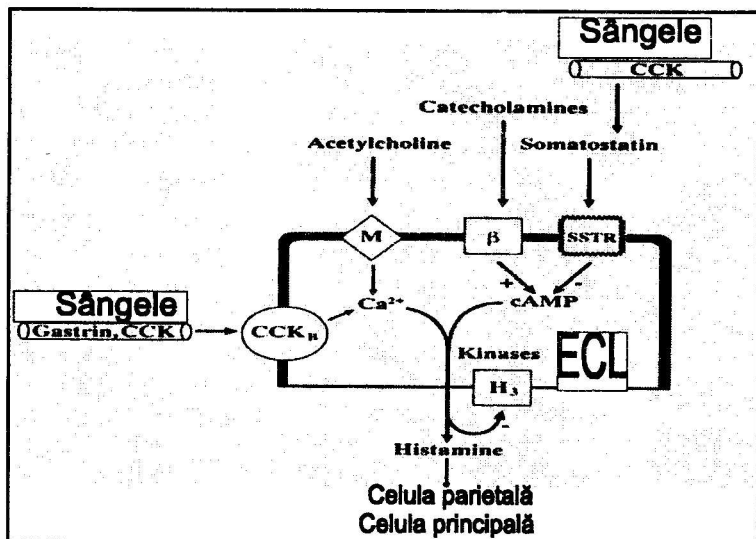 Sângele
CCK
Catecholamines
Acetylcholine
Somatostatin
M
β
SSTR
+
-
Sângele
Gastrin, CCK
CCK_B
Ca²⁺
cAMP
Kinases
ECL
H₃
-
Histamine
Celula parietală
Celula principală